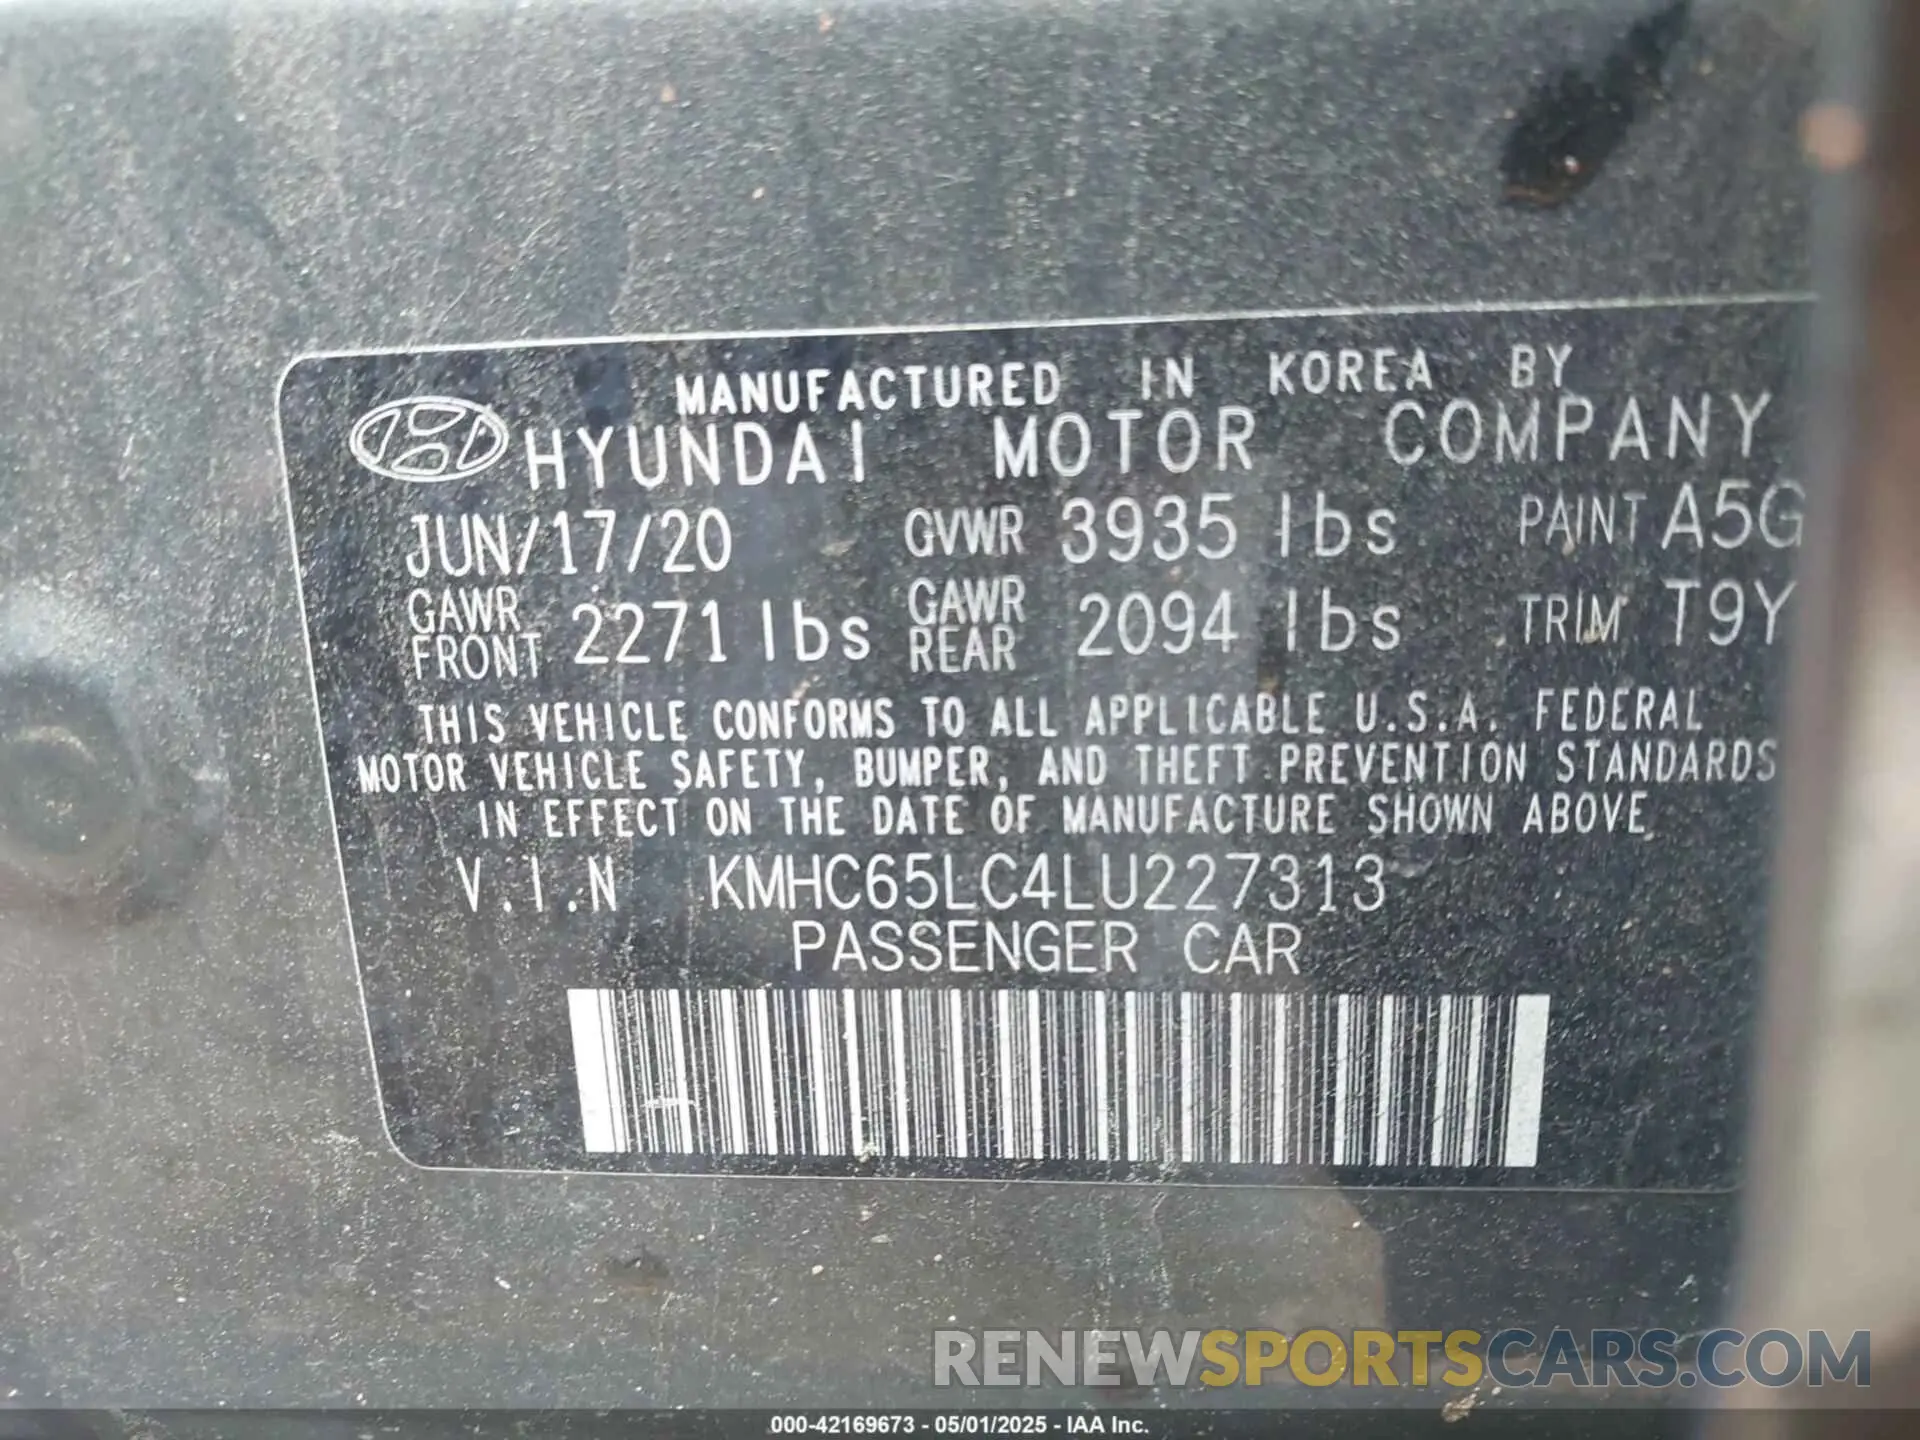 MANUFACTURED IN KOREA BY
HYUNDAI MOTOR COMPANY
JUN/17/20 GVWR 3935 lbs PAINT A5G
GAWR FRONT 2271 lbs GAWR REAR 2094 lbs TRIM T9Y
THIS VEHICLE CONFORMS TO ALL APPLICABLE U.S.A. FEDERAL
MOTOR VEHICLE SAFETY, BUMPER, AND THEFT PREVENTION STANDARDS
IN EFFECT ON THE DATE OF MANUFACTURE SHOWN ABOVE
V.I.N KMHC65LC4LU227313
PASSENGER CAR
RENEWSPORTSCARS.COM
000-42169673 - 05/01/2025 - IAA Inc.